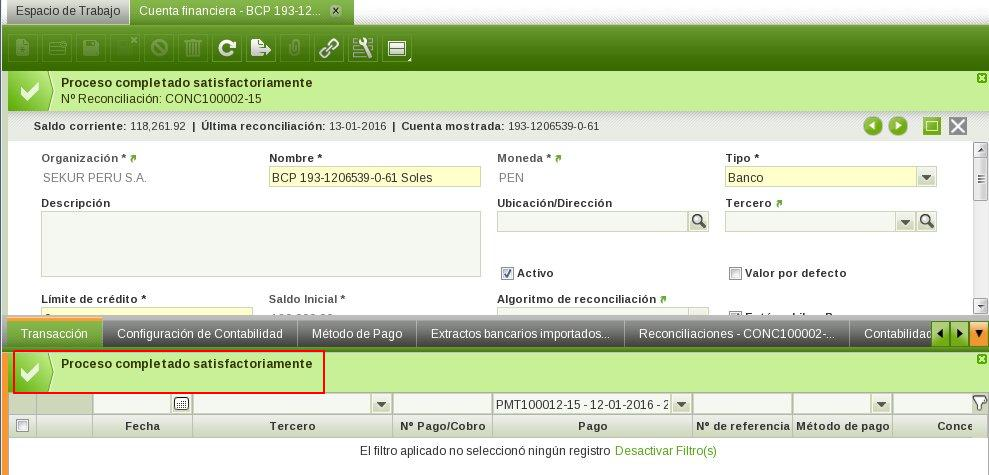 Espacio de Trabajo Cuenta financiera - BCP 193-12...
Proceso completado satisfactoriamente
Nº Reconciliación: CONC100002-15
Saldo corriente: 118,261.92 | Última reconciliación: 13-01-2016 | Cuenta mostrada: 193-1206539-0-61
Organización * Nombre * Moneda * Tipo *
SEKUR PERU S.A. BCP 193-1206539-0-61 Soles PEN Banco
Descripción Ubicación/Dirección Tercero
Activo Valor por defecto
Límite de crédito * Saldo Inicial * Algoritmo de reconciliación
Transacción Configuración de Contabilidad Método de Pago Extractos bancarios importados... Reconciliaciones - CONC100002-... Contabilidad
Proceso completado satisfactoriamente
PMT100012-15 - 12-01-2016 - 2
Fecha Tercero Nº Pago/Cobro Pago Nº de referencia Método de pago Conce
El filtro aplicado no seleccionó ningún registro Desactivar Filtro(s)